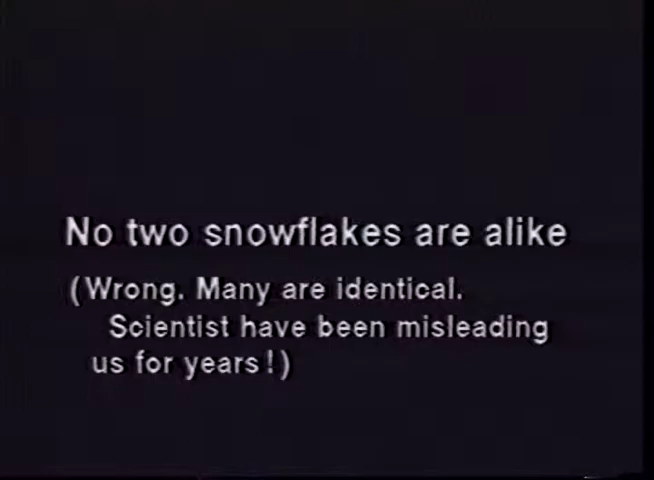 No two snowflakes are alike
(Wrong. Many are identical.
Scientist have been misleading
us for years!)